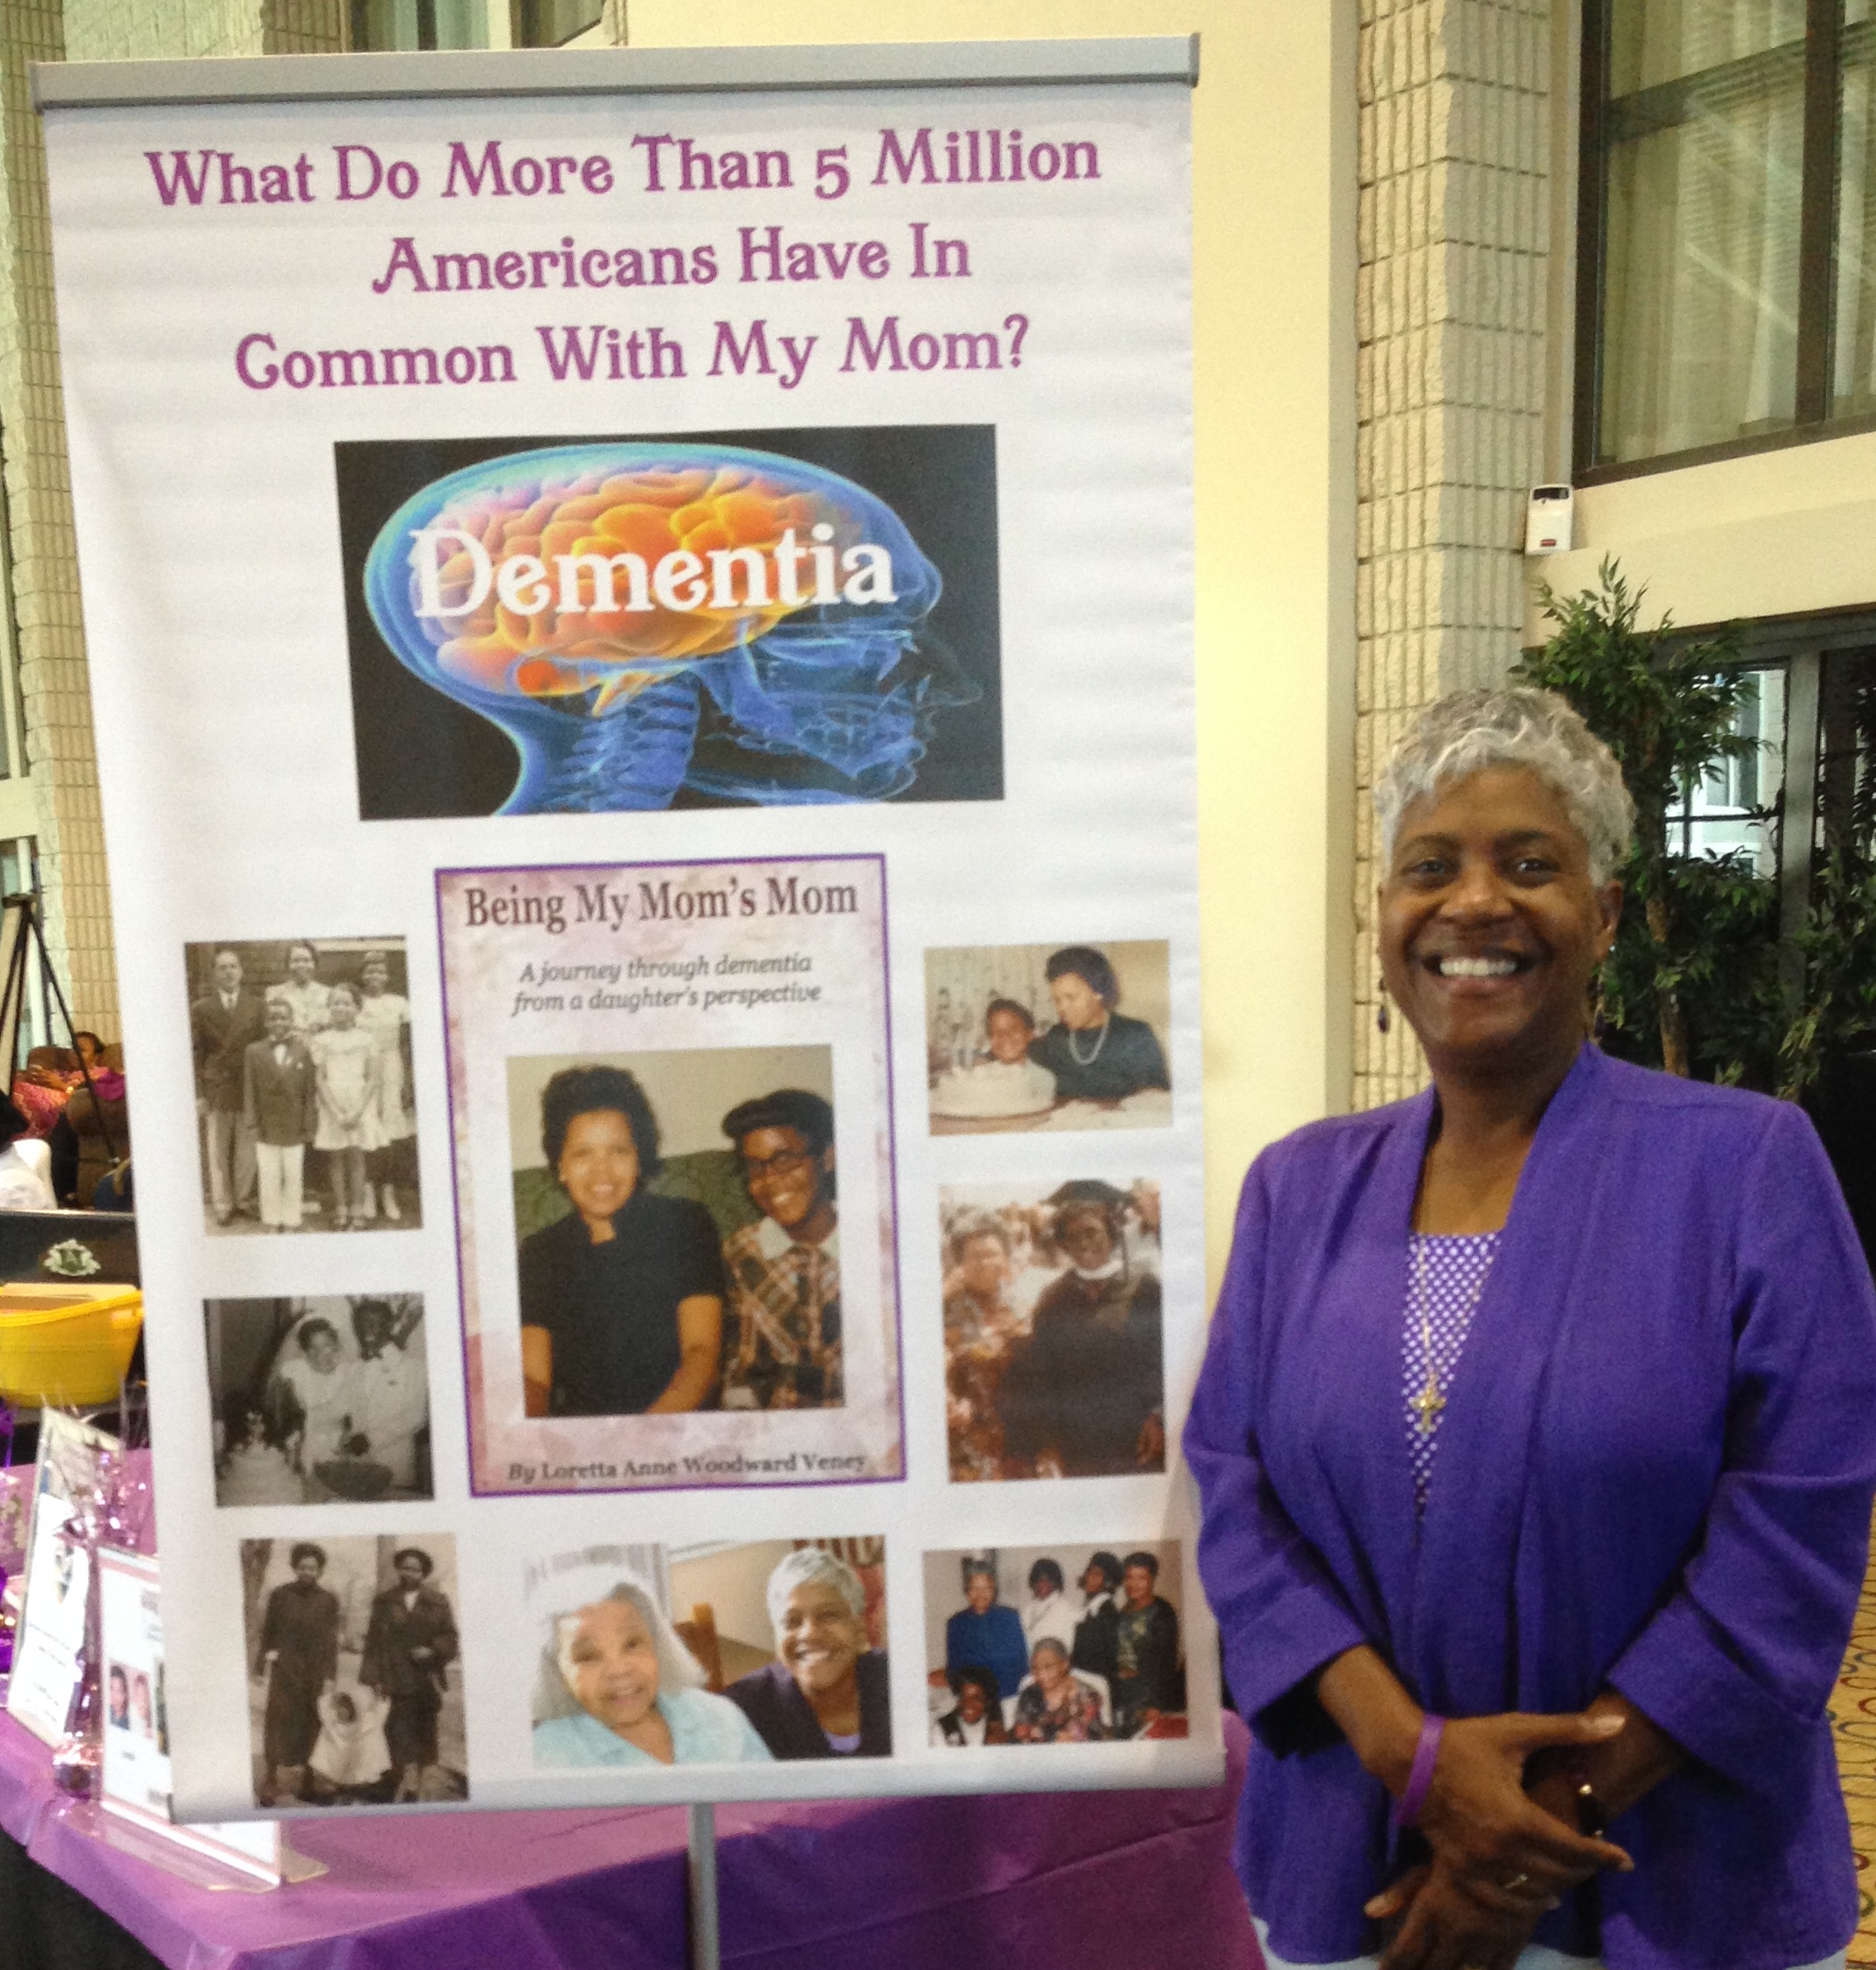 What Do More Than 5 Million
Americans Have In
Common With My Mom?
Dementia
Being My Mom's Mom
A journey through dementia
from a daughter's perspective
By Loretta Anne Woodward Veney